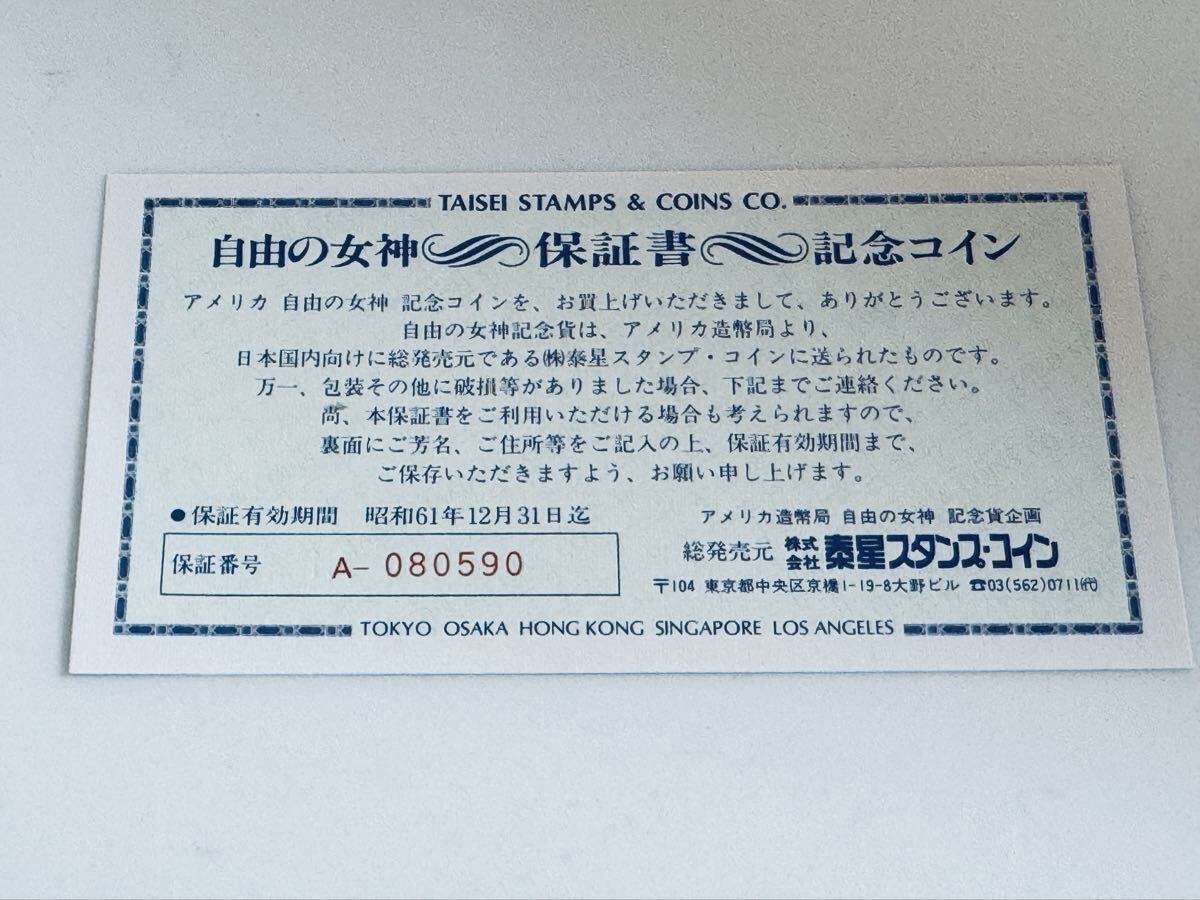 TAISEI STAMPS & COINS CO.
自由の女神 保証書 記念コイン
アメリカ 自由の女神 記念コインを、お買上げいただきまして、ありがとうございます。
自由の女神記念貨は、アメリカ造幣局より、
日本国内向けに総発売元である㈱泰星スタンプ・コインに送られたものです。
万一、包装その他に破損等がありました場合、下記までご連絡ください。
尚、本保証書をご利用いただける場合も考えられますので、
裏面にご芳名、ご住所等をご記入の上、保証有効期間まで、
ご保存いただきますよう、お願い申し上げます。
●保証有効期間 昭和61年12月31日迄
保証番号 A-080590
アメリカ造幣局 自由の女神 記念貨企画
総発売元 株式会社 泰星スタンプ・コイン
〒104 東京都中央区京橋1-19-8大野ビル ☎03(562)0711㈹
TOKYO OSAKA HONG KONG SINGAPORE LOS ANGELES